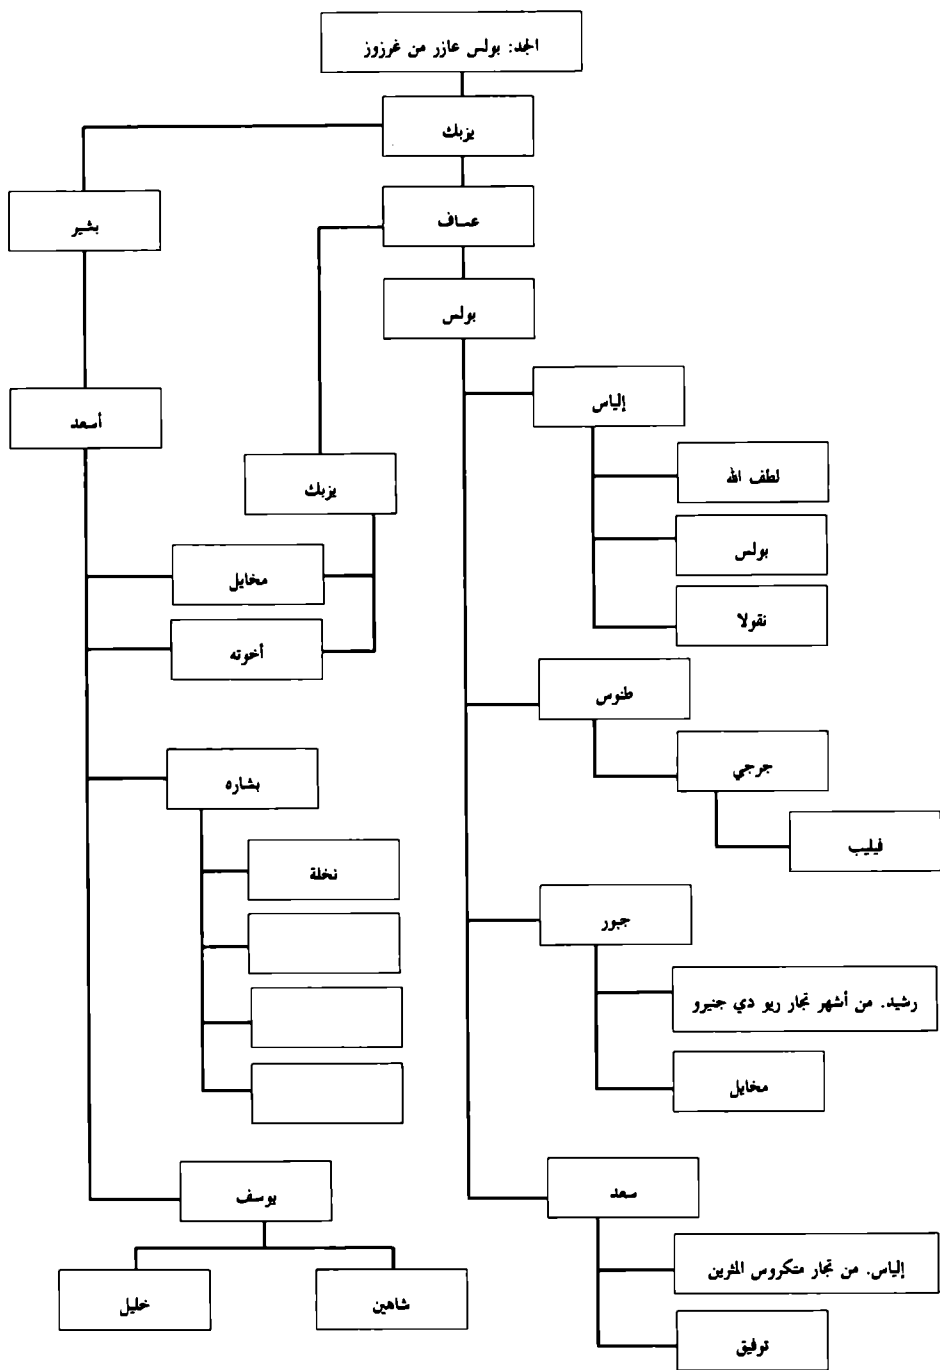 الجد: بولس عازر من غرزوز
يزبك
بشير
عساف
بولس
إلياس
أسعد
لطف الله
يزبك
بولس
مخايل
نقولا
أخوته
طنوس
جرجي
بشاره
فيليب
نخلة
جبور
رشيد. من أشهر تجار ريو دي جنيرو
مخايل
يوسف
سعد
إلياس. من تجار متكروس المثرين
شاهين
خليل
توفيق